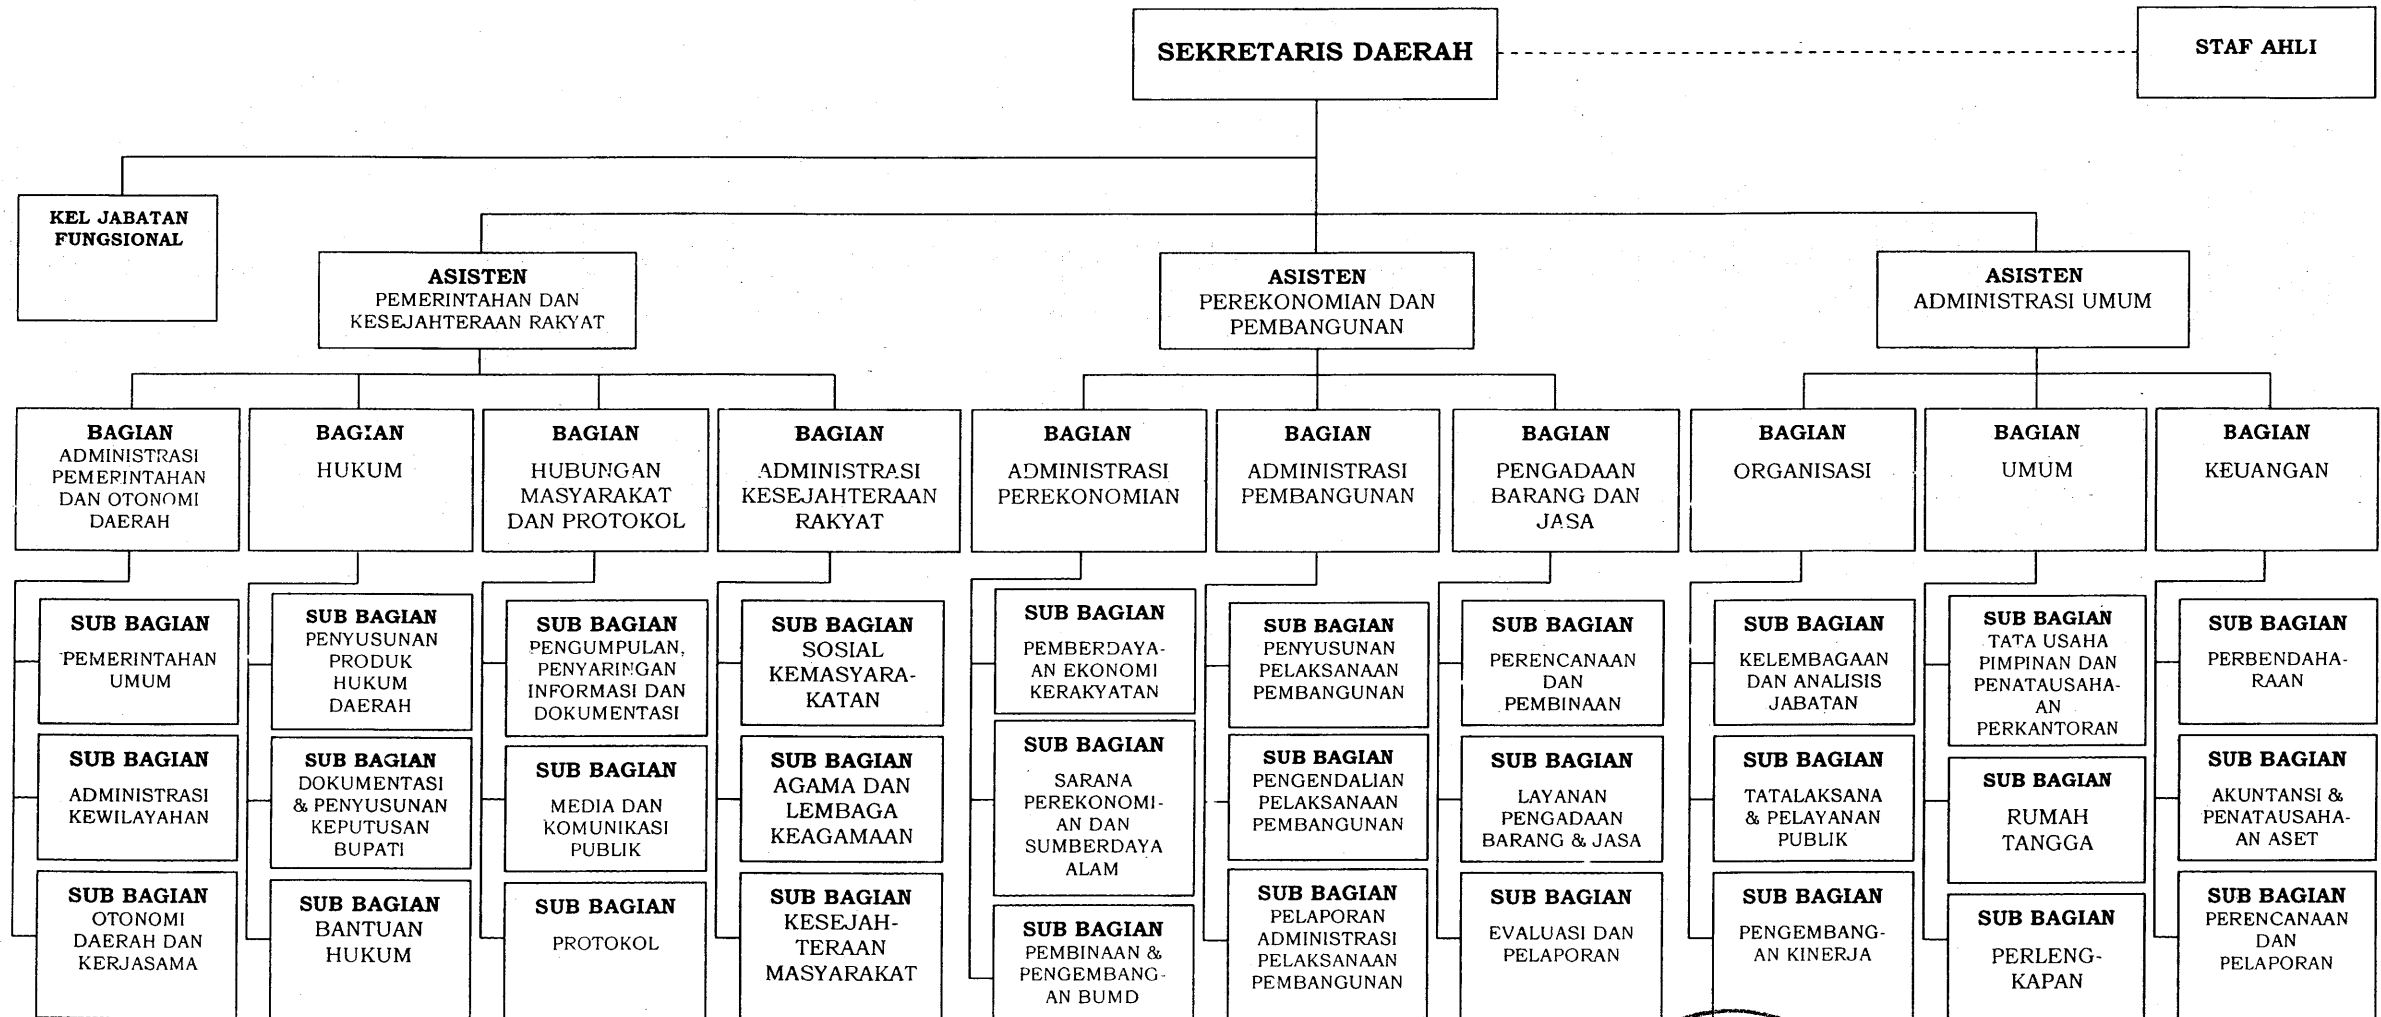 SEKRETARIS DAERAH
STAF AHLI
KEL JABATAN
FUNGSIONAL
ASISTEN
PEMERINTAHAN DAN
KESEJAHTERAAN RAKYAT
ASISTEN
PEREKONOMIAN DAN
PEMBANGUNAN
ASISTEN
ADMINISTRASI UMUM
BAGIAN
ADMINISTRASI
PEMERINTAHAN
DAN OTONOMI
DAERAH
BAGIAN
HUKUM
BAGIAN
HUBUNGAN
MASYARAKAT
DAN PROTOKOL
BAGIAN
ADMINISTRASI
KESEJAHTERAAN
RAKYAT
BAGIAN
ADMINISTRASI
PEREKONOMIAN
BAGIAN
ADMINISTRASI
PEMBANGUNAN
BAGIAN
PENGADAAN
BARANG DAN
JASA
BAGIAN
ORGANISASI
BAGIAN
UMUM
BAGIAN
KEUANGAN
SUB BAGIAN
PEMERINTAHAN
UMUM
SUB BAGIAN
PENYUSUNAN
PRODUK
HUKUM
DAERAH
SUB BAGIAN
PENGUMPULAN,
PENYARINGAN
INFORMASI DAN
DOKUMENTASI
SUB BAGIAN
SOSIAL
KEMASYARA-
KATAN
SUB BAGIAN
PEMBERDAYA-
AN EKONOMI
KERAKYATAN
SUB BAGIAN
PENYUSUNAN
PELAKSANAAN
PEMBANGUNAN
SUB BAGIAN
PERENCANAAN
DAN
PEMBINAAN
SUB BAGIAN
KELEMBAGAAN
DAN ANALISIS
JABATAN
SUB BAGIAN
TATA USAHA
PIMPINAN DAN
PENATAUSAHA-
AN
PERKANTORAN
SUB BAGIAN
PERBENDAHA-
RAAN
SUB BAGIAN
ADMINISTRASI
KEWILAYAHAN
SUB BAGIAN
DOKUMENTASI
& PENYUSUNAN
KEPUTUSAN
BUPATI
SUB BAGIAN
MEDIA DAN
KOMUNIKASI
PUBLIK
SUB BAGIAN
AGAMA DAN
LEMBAGA
KEAGAMAAN
SUB BAGIAN
SARANA
PEREKONOMI-
AN DAN
SUMBERDAYA
ALAM
SUB BAGIAN
PENGENDALIAN
PELAKSANAAN
PEMBANGUNAN
SUB BAGIAN
LAYANAN
PENGADAAN
BARANG & JASA
SUB BAGIAN
TATALAKSANA
& PELAYANAN
PUBLIK
SUB BAGIAN
RUMAH
TANGGA
SUB BAGIAN
AKUNTANSI &
PENATAUSAHA-
AN ASET
SUB BAGIAN
OTONOMI
DAERAH DAN
KERJASAMA
SUB BAGIAN
BANTUAN
HUKUM
SUB BAGIAN
PROTOKOL
SUB BAGIAN
KESEJAH-
TERAAN
MASYARAKAT
SUB BAGIAN
PEMBINAAN &
PENGEMBANG-
AN BUMD
SUB BAGIAN
PELAPORAN
ADMINISTRASI
PELAKSANAAN
PEMBANGUNAN
SUB BAGIAN
EVALUASI DAN
PELAPORAN
SUB BAGIAN
PENGEMBANG-
AN KINERJA
SUB BAGIAN
PERLENG-
KAPAN
SUB BAGIAN
PERENCANAAN
DAN
PELAPORAN